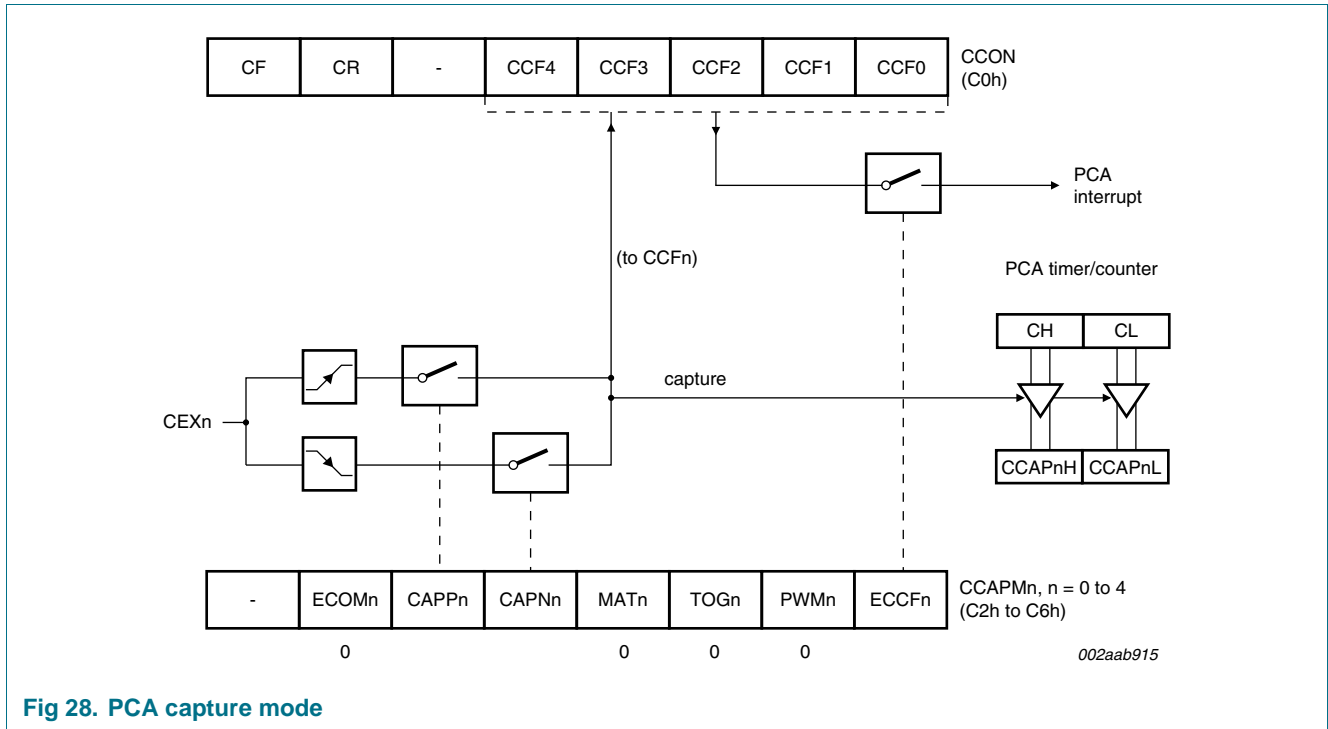 CF CR - CCF4 CCF3 CCF2 CCF1 CCF0
CCON
(C0h)
PCA
interrupt
(to CCFn)
PCA timer/counter
CH CL
capture
CEXn
CCAPnH CCAPnL
- ECOMn CAPPn CAPNn MATn TOGn PWMn ECCFn
CCAPMn, n = 0 to 4
(C2h to C6h)
0 0 0 0
002aab915
Fig 28. PCA capture mode